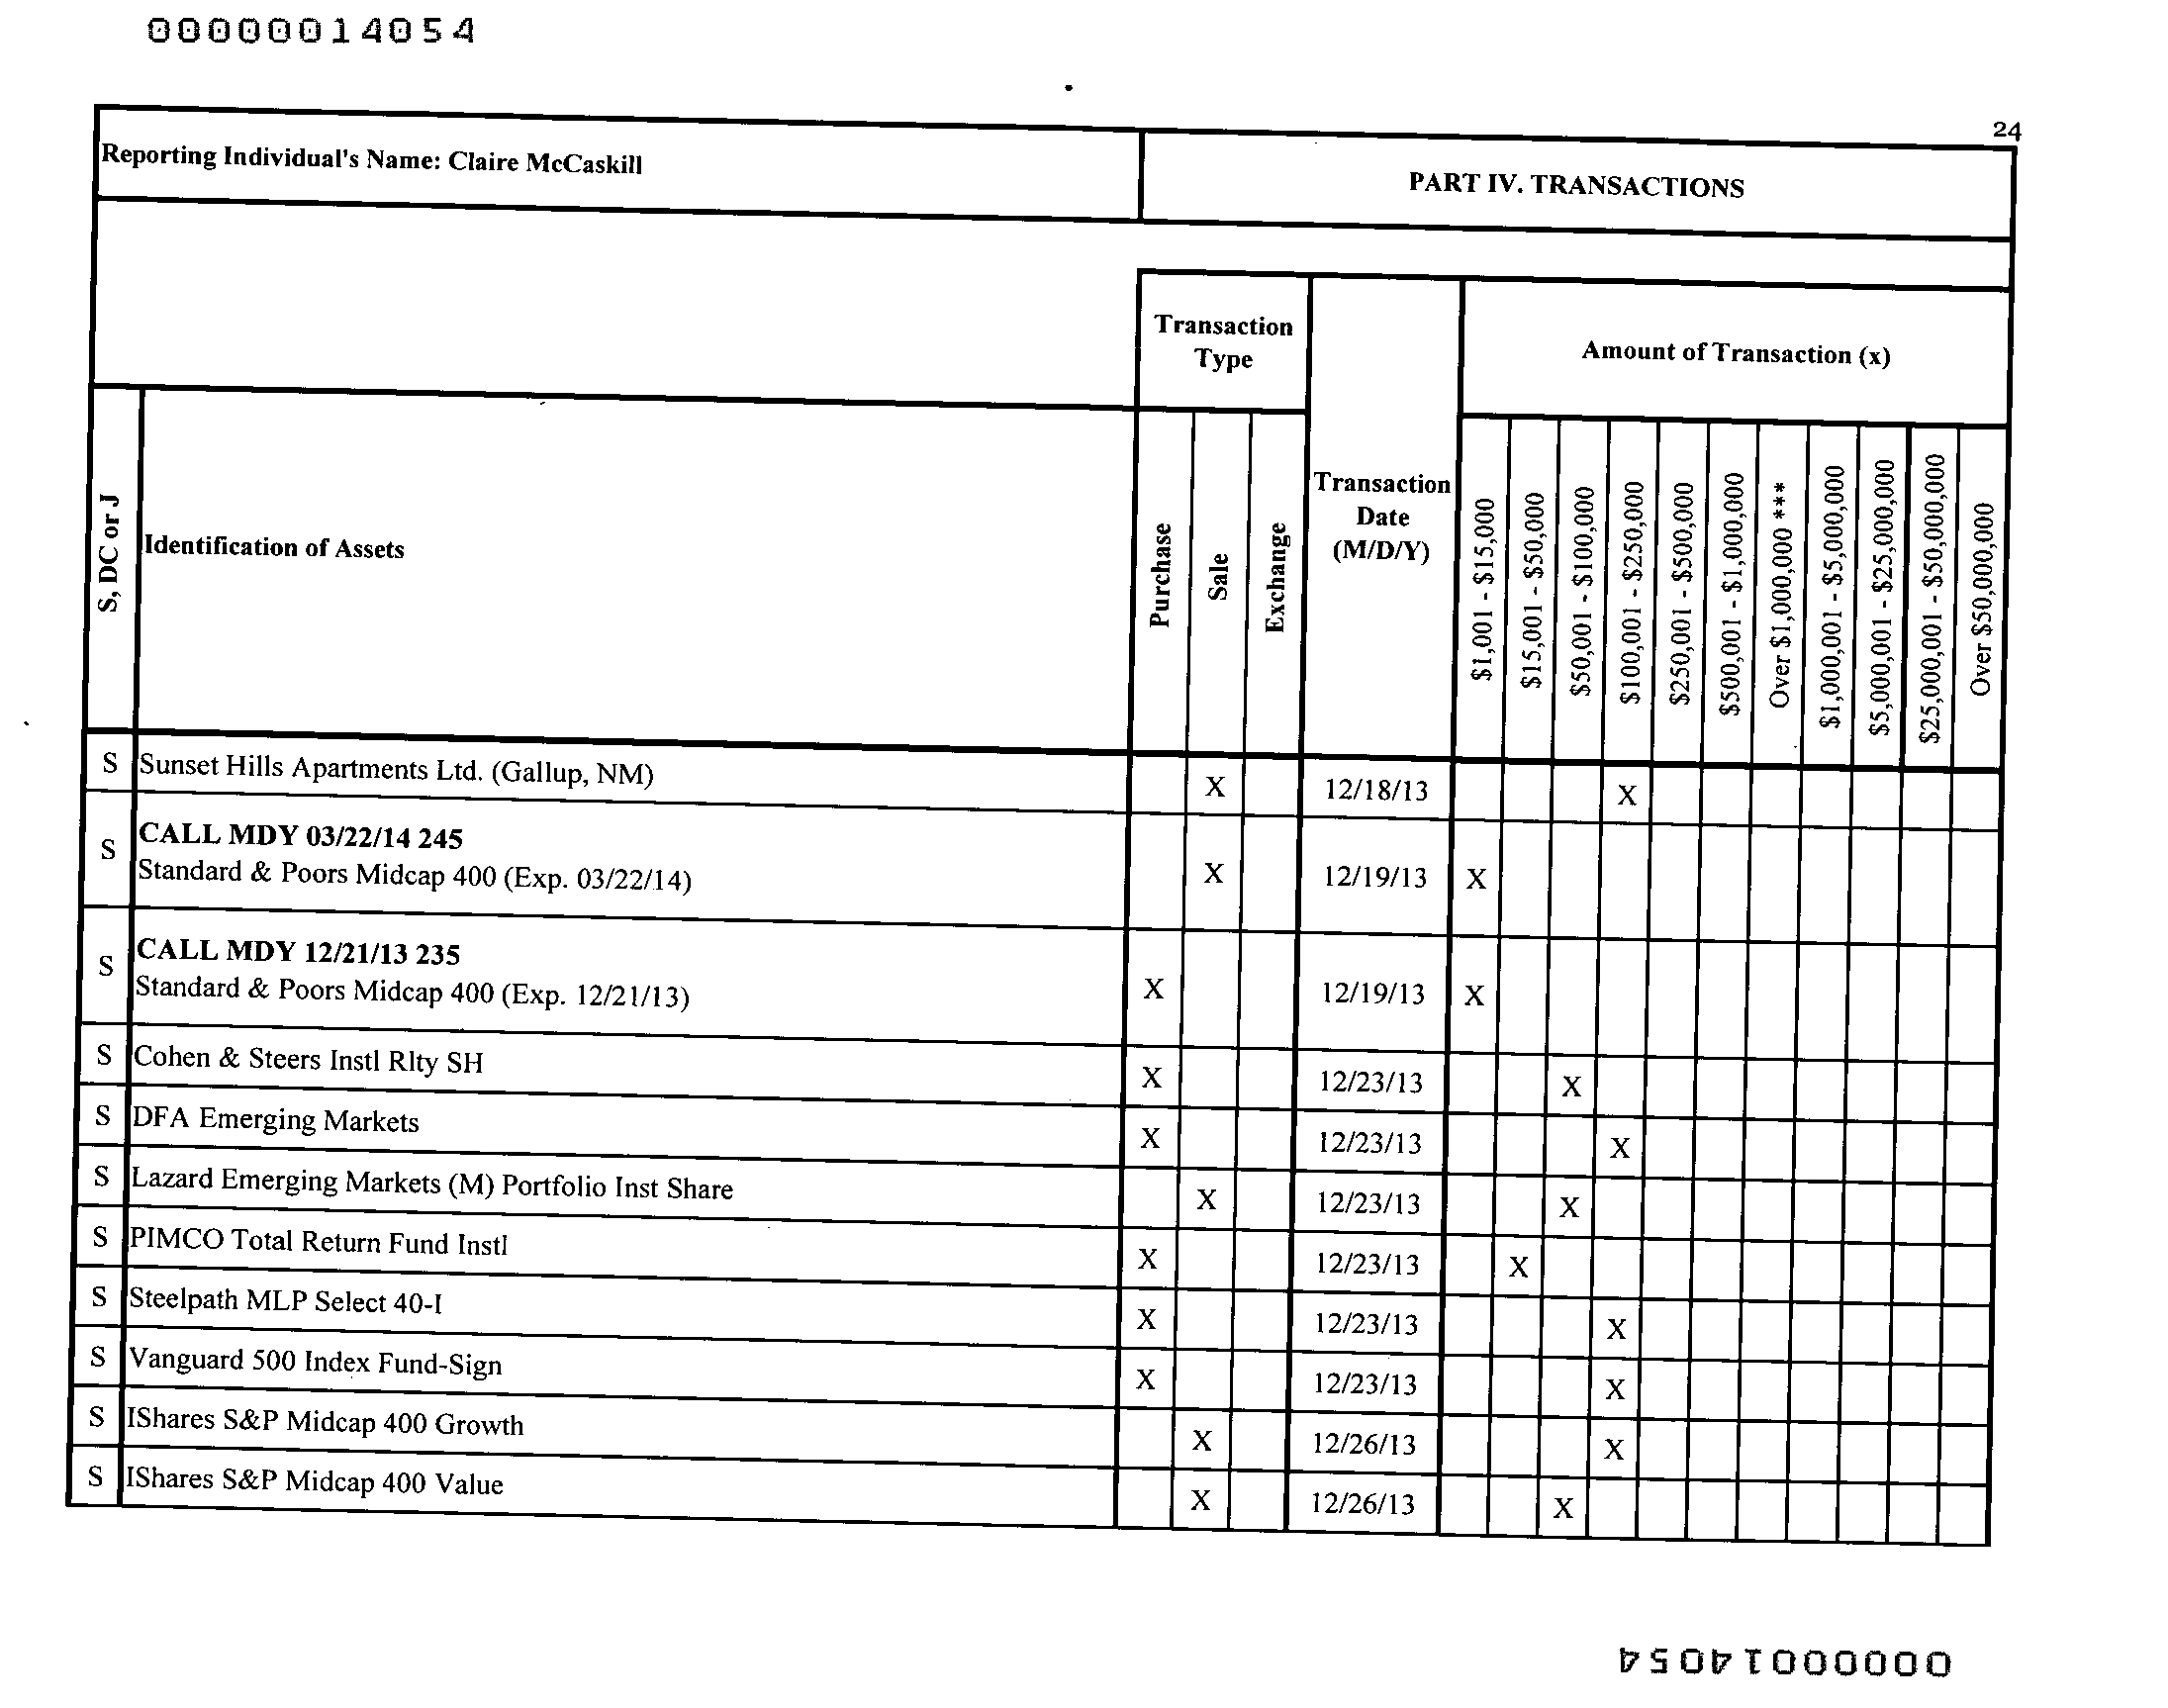 00000014054
24
Reporting Individual's Name: Claire McCaskill
PART IV. TRANSACTIONS
Transaction
Type
Amount of Transaction (x)
S, DC or J
Identification of Assets
Purchase
Sale
Exchange
Transaction
Date
(M/D/Y)
$1,001 - $15,000
$15,001 - $50,000
$50,001 - $100,000
$100,001 - $250,000
$250,001 - $500,000
$500,001 - $1,000,000
Over $1,000,000 ***
$1,000,001 - $5,000,000
$5,000,001 - $25,000,000
$25,000,001 - $50,000,000
Over $50,000,000
S Sunset Hills Apartments Ltd. (Gallup, NM) X 12/18/13 X
S CALL MDY 03/22/14 245
Standard & Poors Midcap 400 (Exp. 03/22/14) X 12/19/13 X
S CALL MDY 12/21/13 235
Standard & Poors Midcap 400 (Exp. 12/21/13) X 12/19/13 X
S Cohen & Steers Instl Rlty SH X 12/23/13 X
S DFA Emerging Markets X 12/23/13 X
S Lazard Emerging Markets (M) Portfolio Inst Share X 12/23/13 X
S PIMCO Total Return Fund Instl X 12/23/13 X
S Steelpath MLP Select 40-I X 12/23/13 X
S Vanguard 500 Index Fund-Sign X 12/23/13 X
S IShares S&P Midcap 400 Growth X 12/26/13 X
S IShares S&P Midcap 400 Value X 12/26/13 X
00000014054